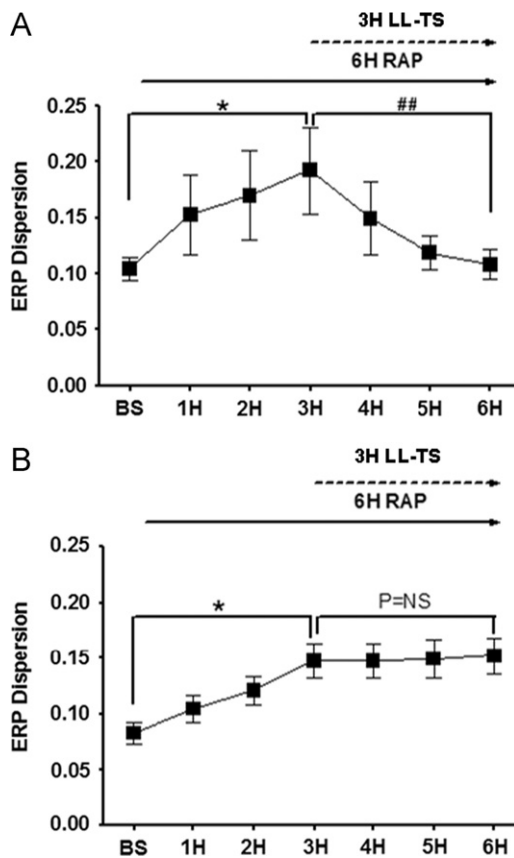 A
3H LL-TS
6H RAP
0.25
* ##
0.20
0.15
0.10
0.05
0.00
ERP Dispersion
BS 1H 2H 3H 4H 5H 6H
B
3H LL-TS
6H RAP
0.25
0.20
* P=NS
0.15
0.10
0.05
0.00
ERP Dispersion
BS 1H 2H 3H 4H 5H 6H